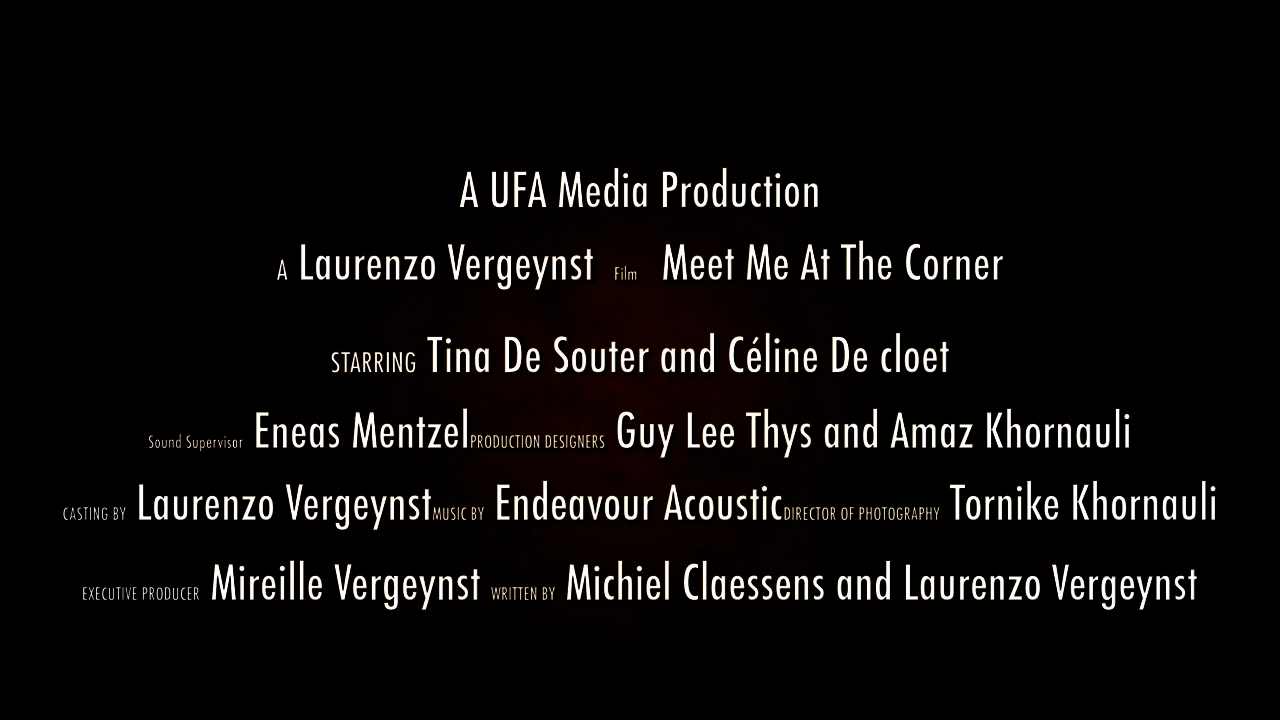 A UFA Media Production
A Laurenzo Vergeynst Film Meet Me At The Corner
STARRING Tina De Souter and Céline De cloet
Sound Supervisor Eneas Mentzel PRODUCTION DESIGNERS Guy Lee Thys and Amaz Khornauli
CASTING BY Laurenzo Vergeynst MUSIC BY Endeavour Acoustic DIRECTOR OF PHOTOGRAPHY Tornike Khornauli
EXECUTIVE PRODUCER Mireille Vergeynst WRITTEN BY Michiel Claessens and Laurenzo Vergeynst